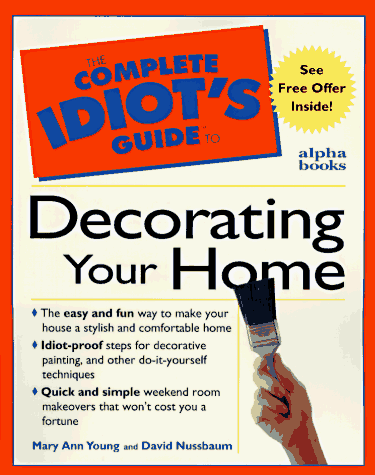 THE
COMPLETE
IDIOT'S
GUIDE TO
See
Free Offer
Inside!
alpha
books
Decorating
Your Home
♦ The easy and fun way to make your
house a stylish and comfortable home
♦ Idiot-proof steps for decorative
painting, and other do-it-yourself
techniques
♦ Quick and simple weekend room
makeovers that won't cost you a
fortune
Mary Ann Young and David Nussbaum